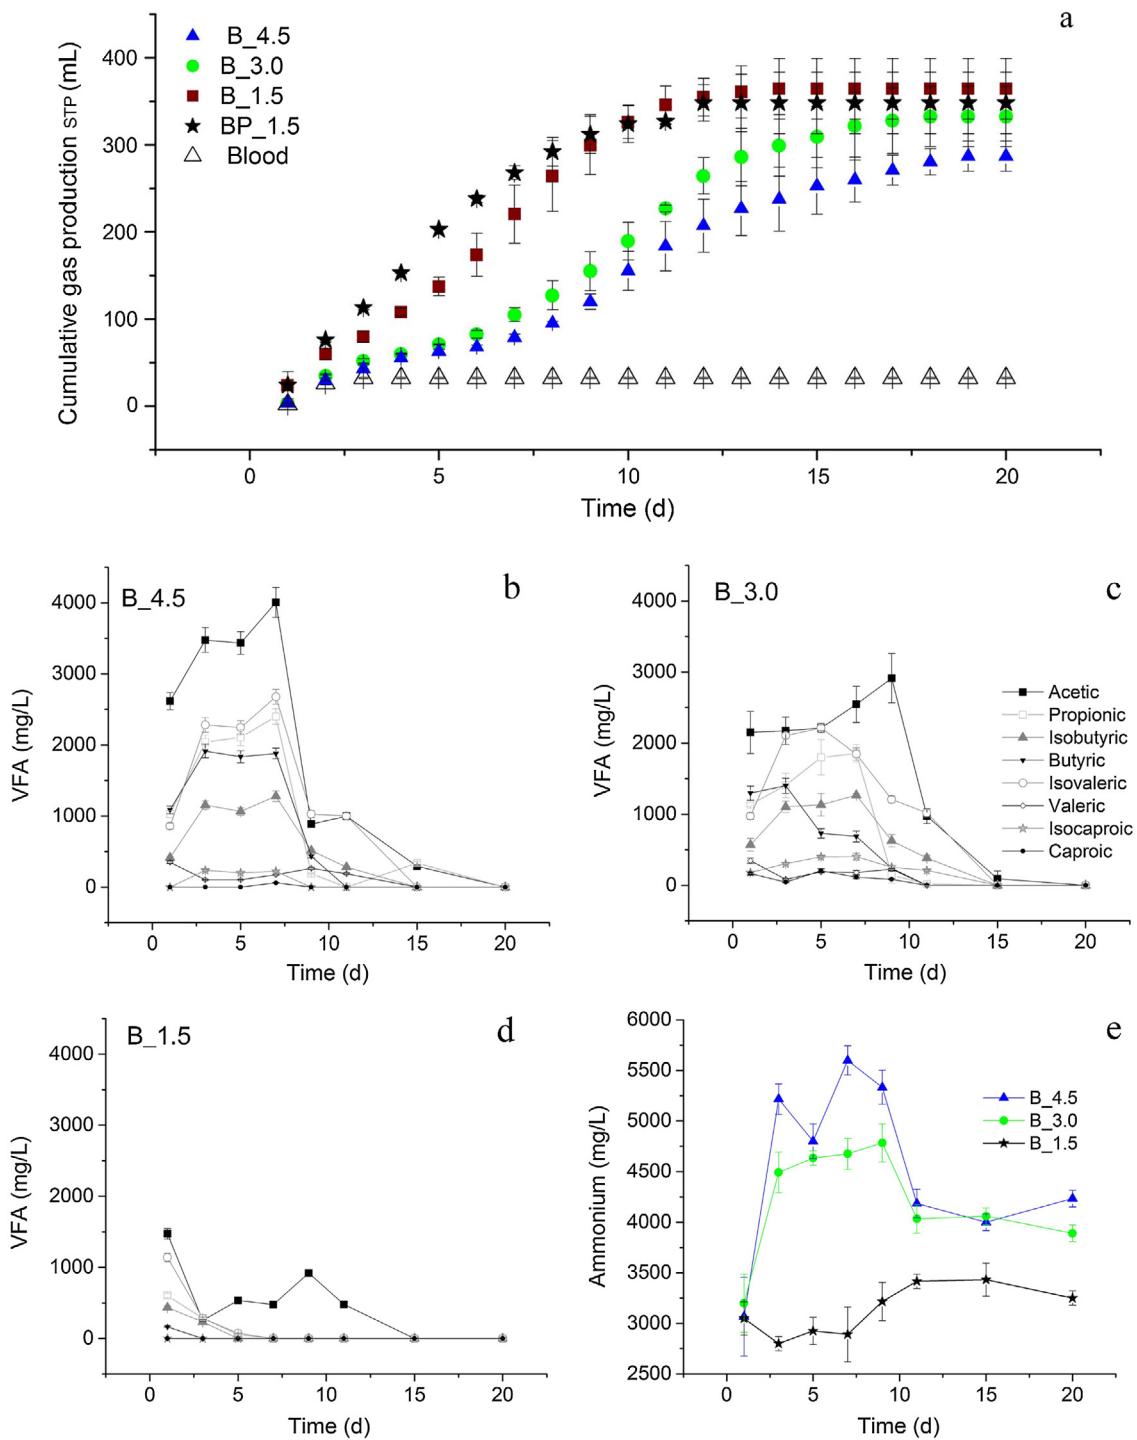 a
B_4.5
B_3.0
B_1.5
BP_1.5
Blood
Cumulative gas production STP (mL)
400
300
200
100
0
0 5 10 15 20
Time (d)
b
B_4.5
VFA (mg/L)
4000
3000
2000
1000
0
0 5 10 15 20
Time (d)
c
B_3.0
VFA (mg/L)
4000
3000
2000
1000
0
0 5 10 15 20
Time (d)
Acetic
Propionic
Isobutyric
Butyric
Isovaleric
Valeric
Isocaproic
Caproic
d
B_1.5
VFA (mg/L)
4000
3000
2000
1000
0
0 5 10 15 20
Time (d)
e
Ammonium (mg/L)
6000
5500
5000
4500
4000
3500
3000
2500
0 5 10 15 20
Time (d)
B_4.5
B_3.0
B_1.5